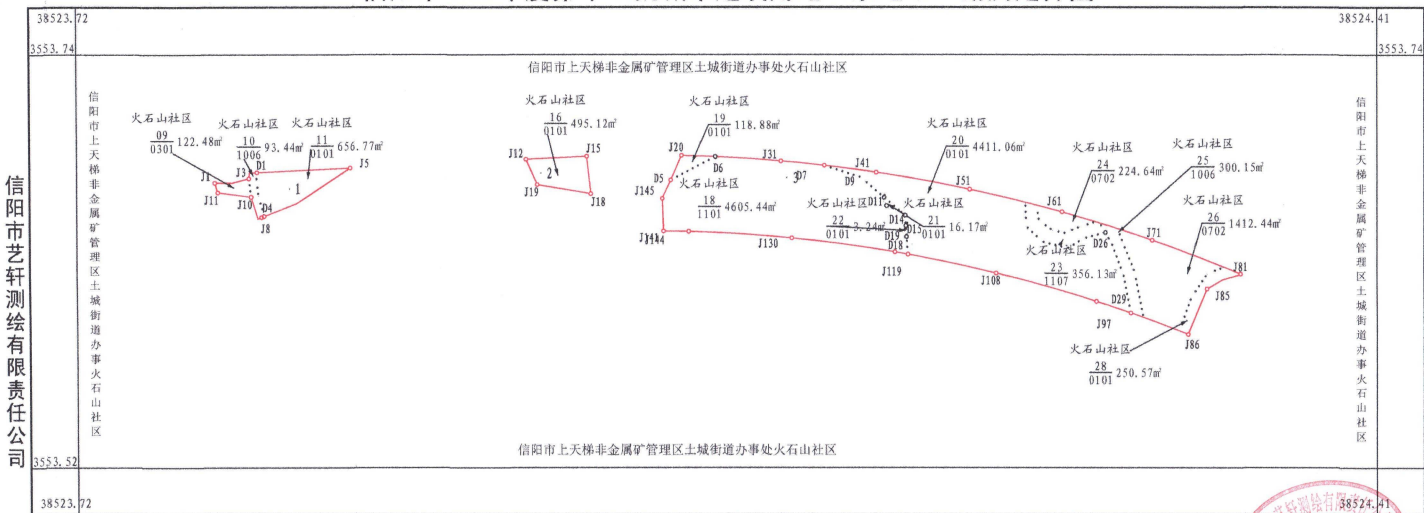 38523.72
38524.41
3553.74
3553.74
信阳市上天梯非金属矿管理区土城街道办事处火石山社区
信阳市上天梯非金属矿管理区土城街道办事火石山社区
信阳市上天梯非金属矿管理区土城街道办事火石山社区
信阳市艺轩测绘有限责任公司
火石山社区
09
0301
122.48㎡
火石山社区
10
1006
93.44㎡
火石山社区
11
0101
656.77㎡
J1
J3
D1
J5
J11
J10
D4
J8
1
火石山社区
16
0101
495.12㎡
J12
J15
J19
J18
2
火石山社区
19
0101
118.88㎡
J20
D6
J31
D7
3
D9
J41
D5
J145
火石山社区
18
1101
4605.44㎡
火石山社区
20
0101
4411.06㎡
J51
D11
火石山社区
22
0101
3.24㎡
火石山社区
21
0101
16.17㎡
D14
D15
D19
D18
J144
J130
J119
J108
J61
火石山社区
24
0702
224.64㎡
火石山社区
25
1006
300.15㎡
火石山社区
26
0702
1412.44㎡
D26
J71
火石山社区
23
1107
356.13㎡
J81
J85
D29
J97
J86
火石山社区
28
0101
250.57㎡
信阳市上天梯非金属矿管理区土城街道办事处火石山社区
3553.52
38523.72
38524.41